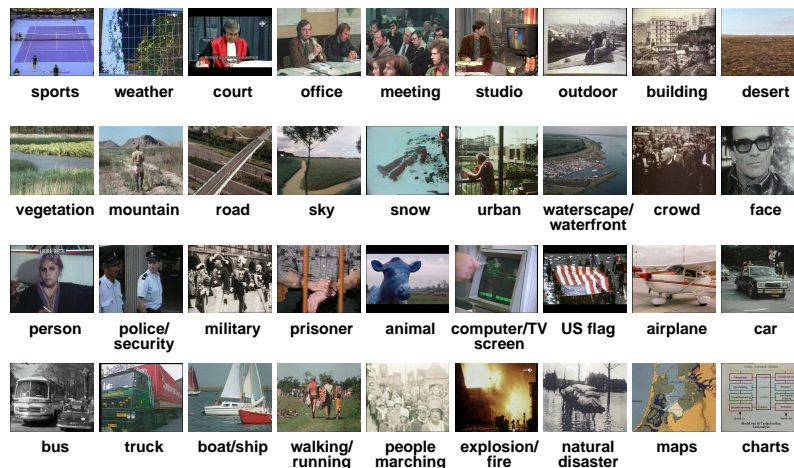 sports weather court office meeting studio outdoor building desert
vegetation mountain road sky snow urban waterscape/ crowd face
waterfront
LAURA BETTI
person police/ military prisoner animal computer/TV US flag airplane car
security screen
bus truck boat/ship walking/ people explosion/ natural maps charts
running marching fire disaster